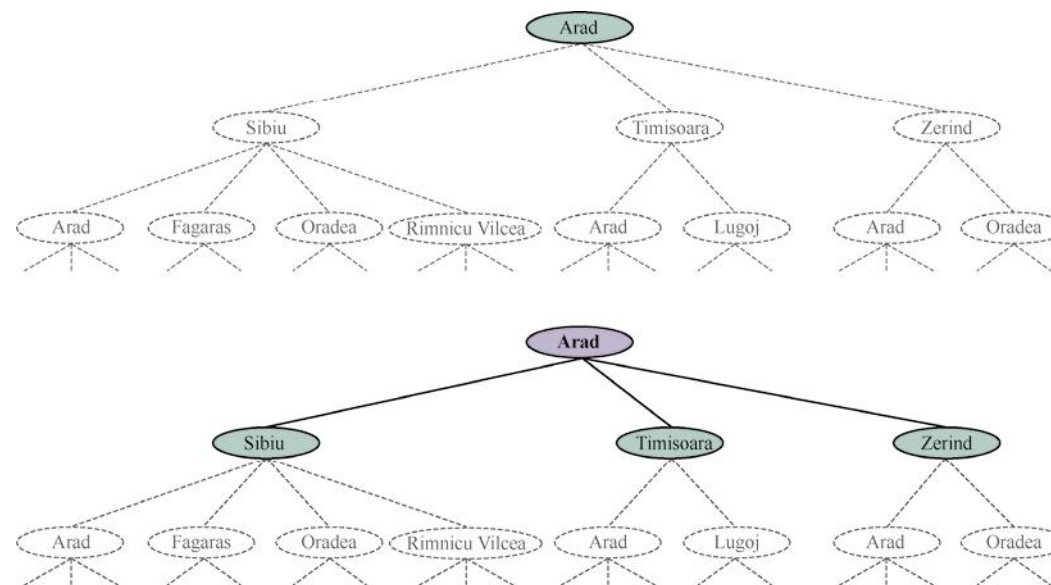 Arad
Sibiu Timisoara Zerind
Arad Fagaras Oradea Rimnicu Vilcea Arad Lugoj Arad Oradea
Arad
Sibiu Timisoara Zerind
Arad Fagaras Oradea Rimnicu Vilcea Arad Lugoj Arad Oradea